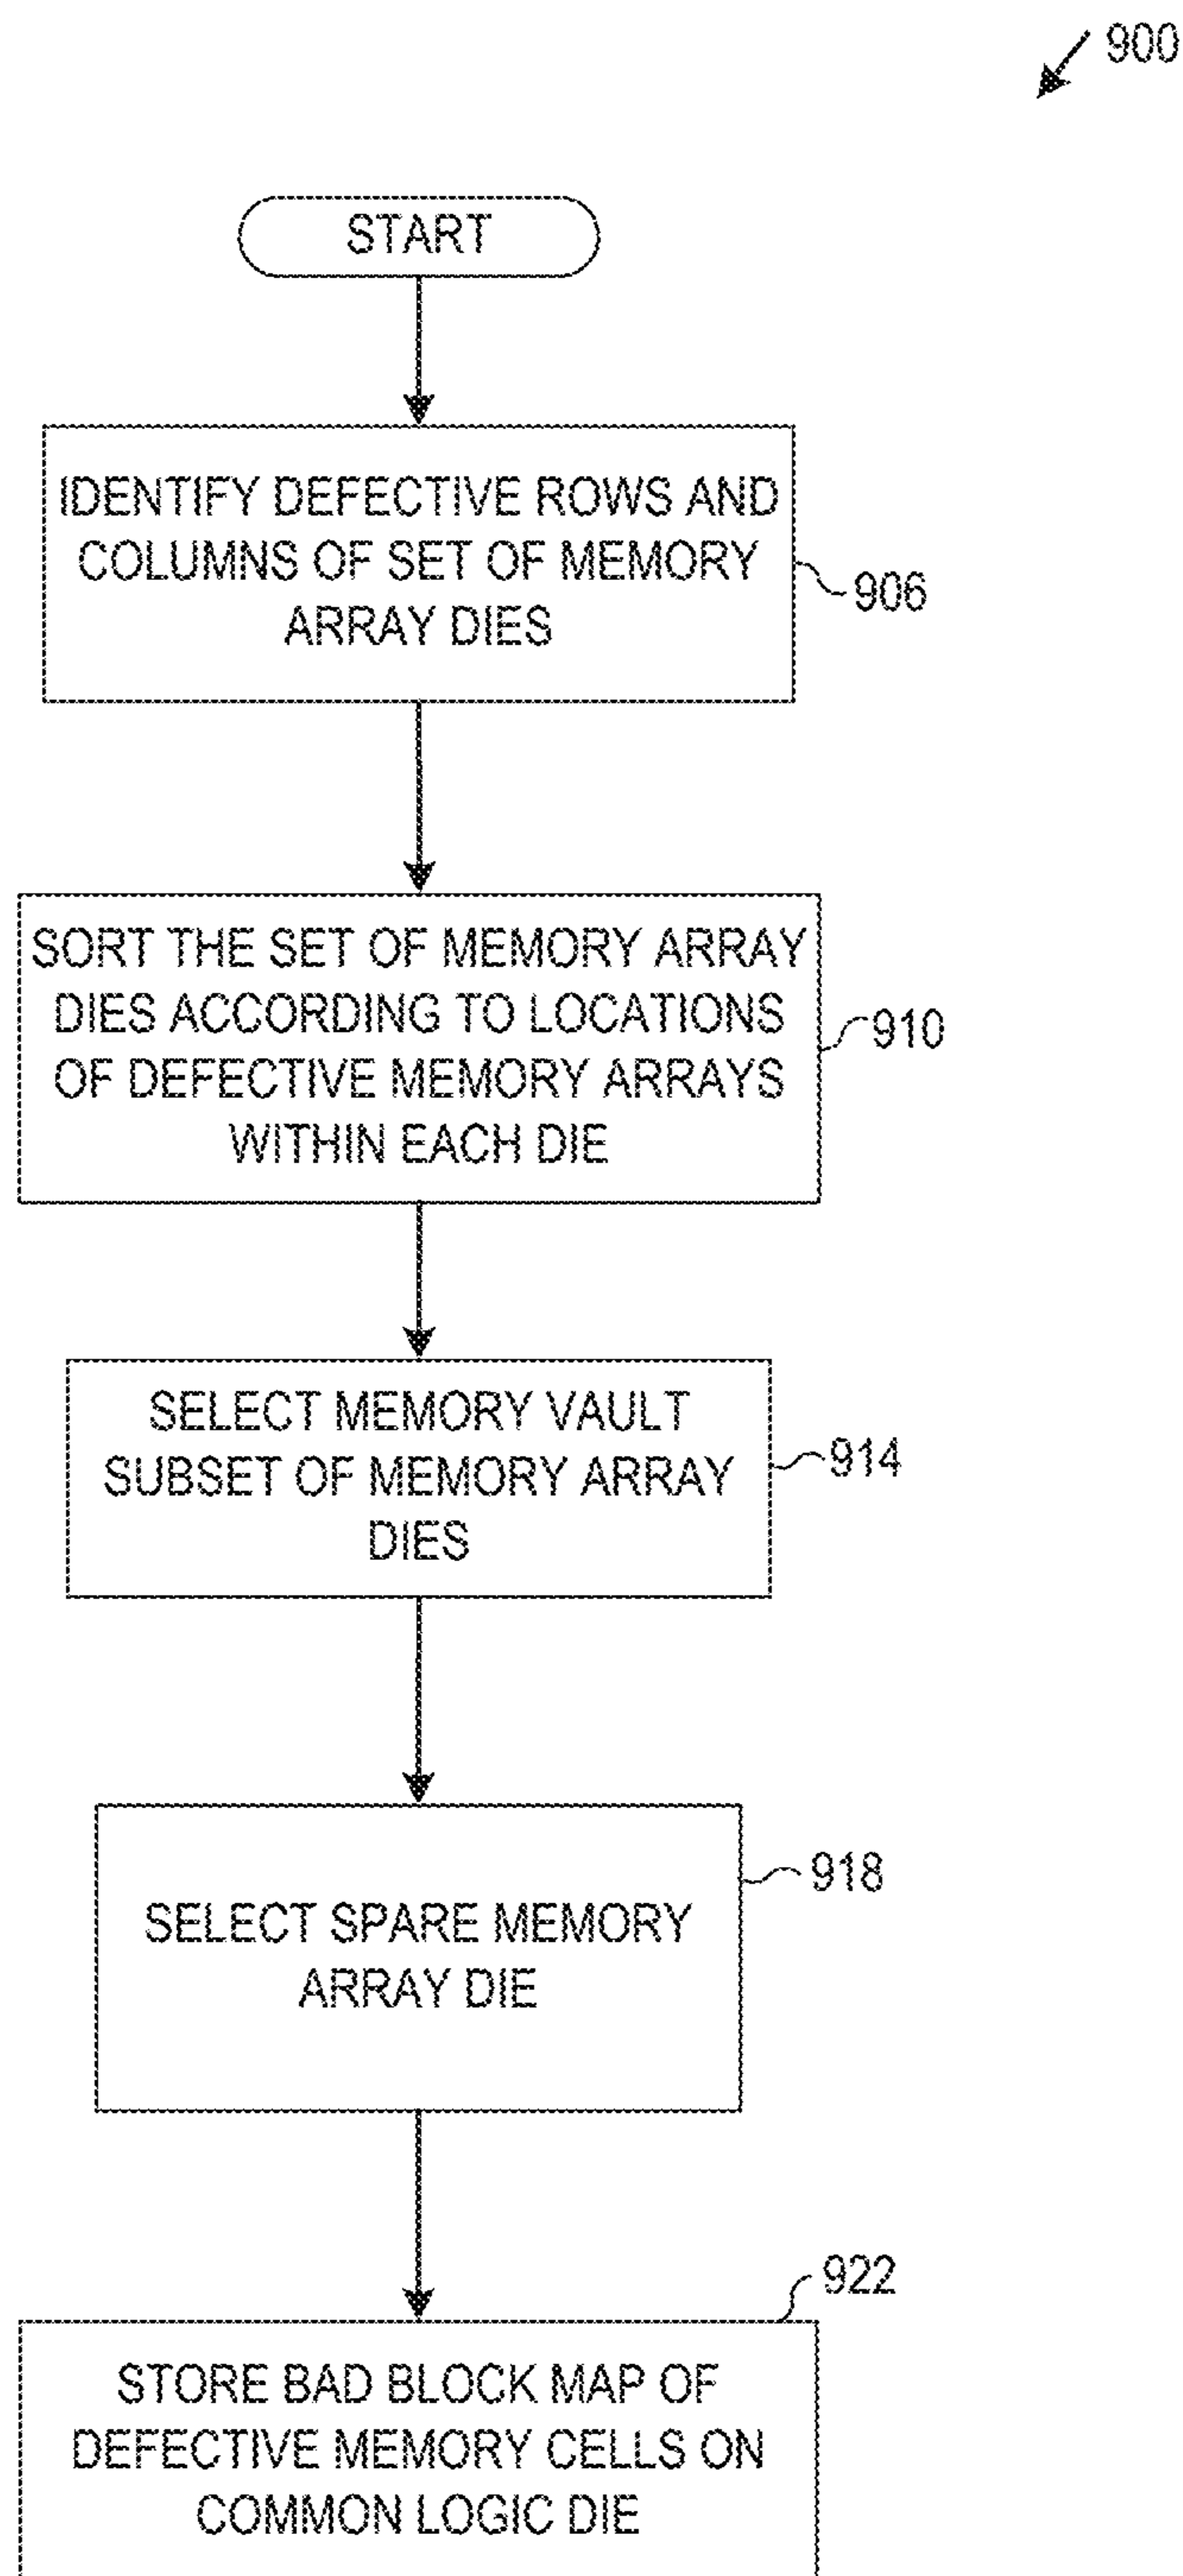 900
START
IDENTIFY DEFECTIVE ROWS AND
COLUMNS OF SET OF MEMORY
ARRAY DIES
906
SORT THE SET OF MEMORY ARRAY
DIES ACCORDING TO LOCATIONS
OF DEFECTIVE MEMORY ARRAYS
WITHIN EACH DIE
910
SELECT MEMORY VAULT
SUBSET OF MEMORY ARRAY
DIES
914
SELECT SPARE MEMORY
ARRAY DIE
918
922
STORE BAD BLOCK MAP OF
DEFECTIVE MEMORY CELLS ON
COMMON LOGIC DIE